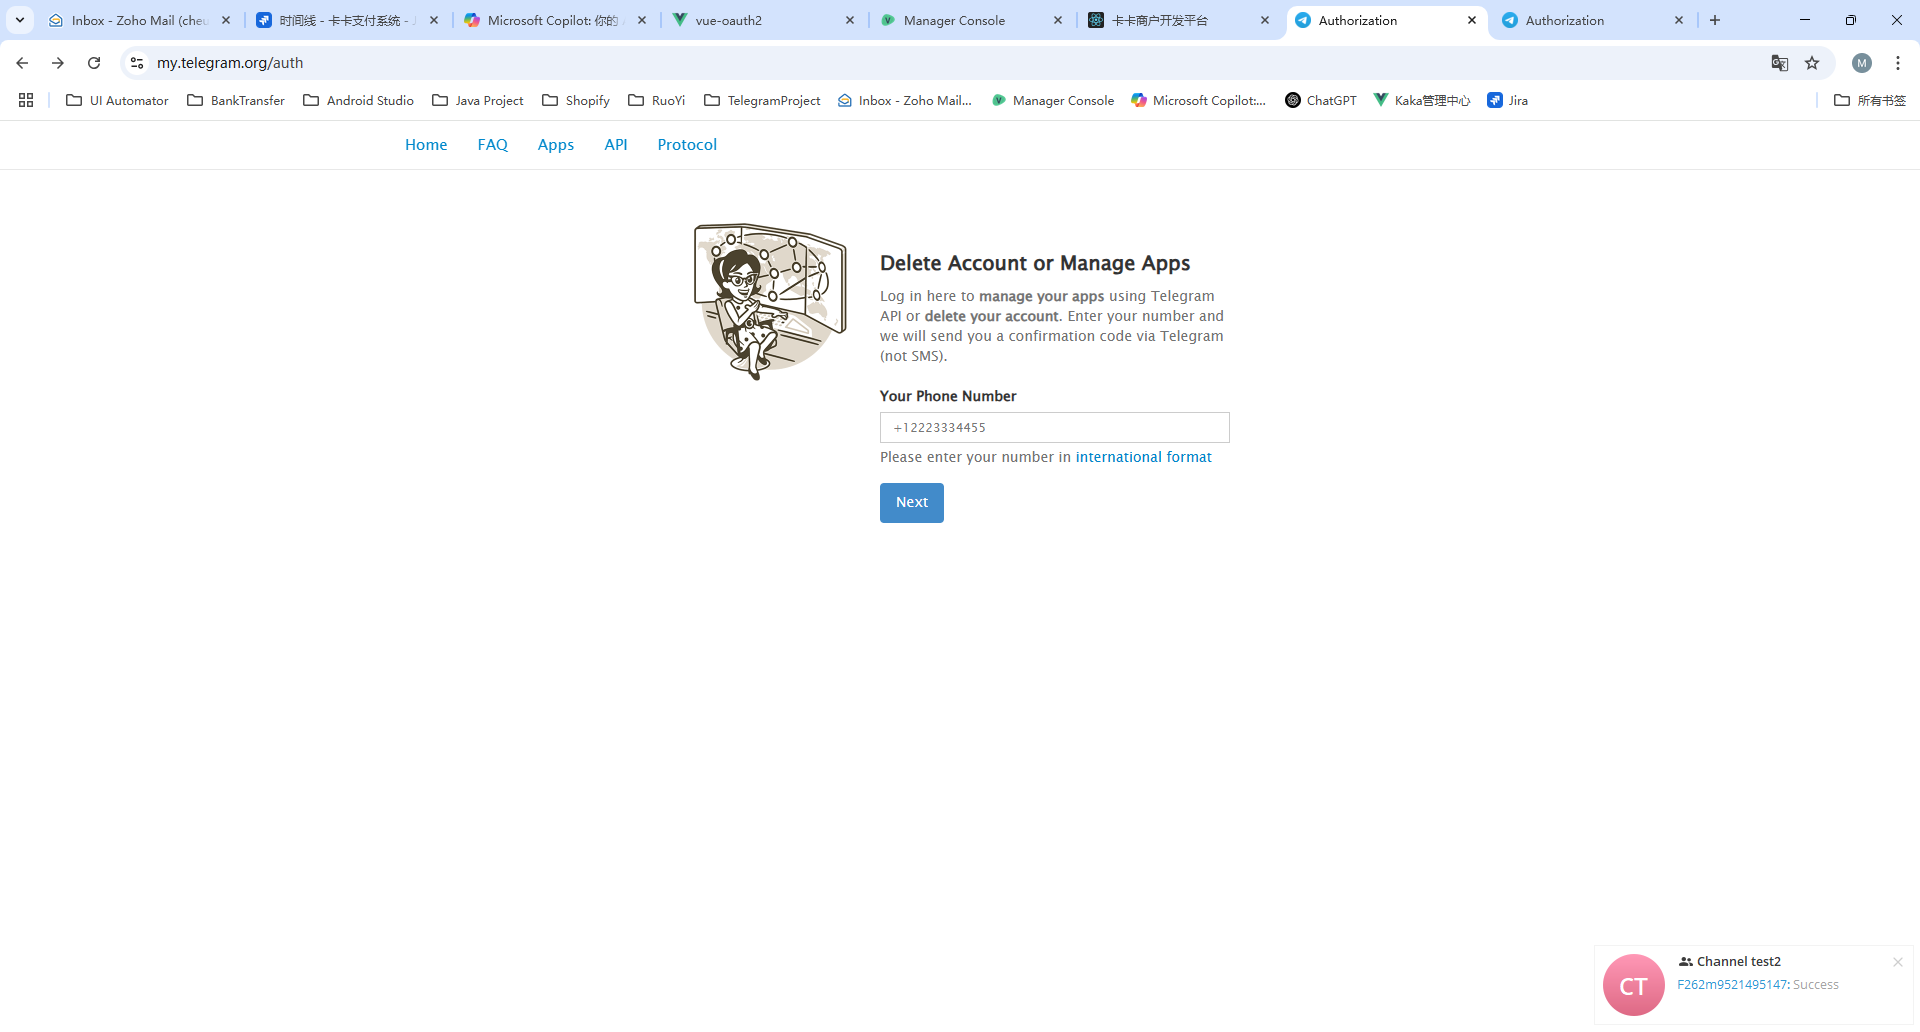 Inbox - Zoho Mail (cheu
时间线 - 卡卡支付系统 - J
Microsoft Copilot: 你的
vue-oauth2
Manager Console
卡卡商户开发平台
Authorization
Authorization
my.telegram.org/auth
M
UI Automator
BankTransfer
Android Studio
Java Project
Shopify
RuoYi
TelegramProject
Inbox - Zoho Mail...
Manager Console
Microsoft Copilot:...
ChatGPT
Kaka管理中心
Jira
所有书签
Home
FAQ
Apps
API
Protocol
Delete Account or Manage Apps
Log in here to manage your apps using Telegram
API or delete your account. Enter your number and
we will send you a confirmation code via Telegram
(not SMS).
Your Phone Number
+12223334455
Please enter your number in international format
Next
CT
Channel test2
F262m9521495147: Success